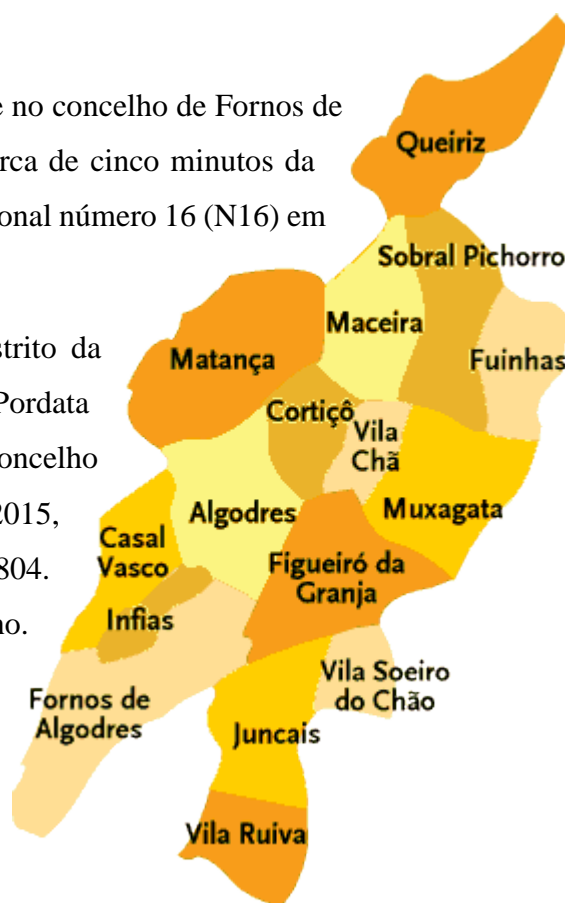 e no concelho de Fornos de
rca de cinco minutos da
onal número 16 (N16) em
strito da
Pordata
oncelho
2015,
804.
no.
Queiriz
Sobral Pichorro
Maceira
Matança
Fuinhas
Cortiçô
Vila
Chã
Algodres
Muxagata
Casal
Vasco
Figueiró da
Granja
Infias
Vila Soeiro
do Chão
Fornos de
Algodres
Juncais
Vila Ruiva